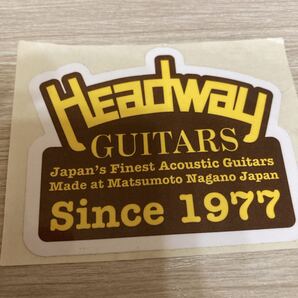 Headway
GUITARS
Japan's Finest Acoustic Guitars
Made at Matsumoto Nagano Japan
Since 1977